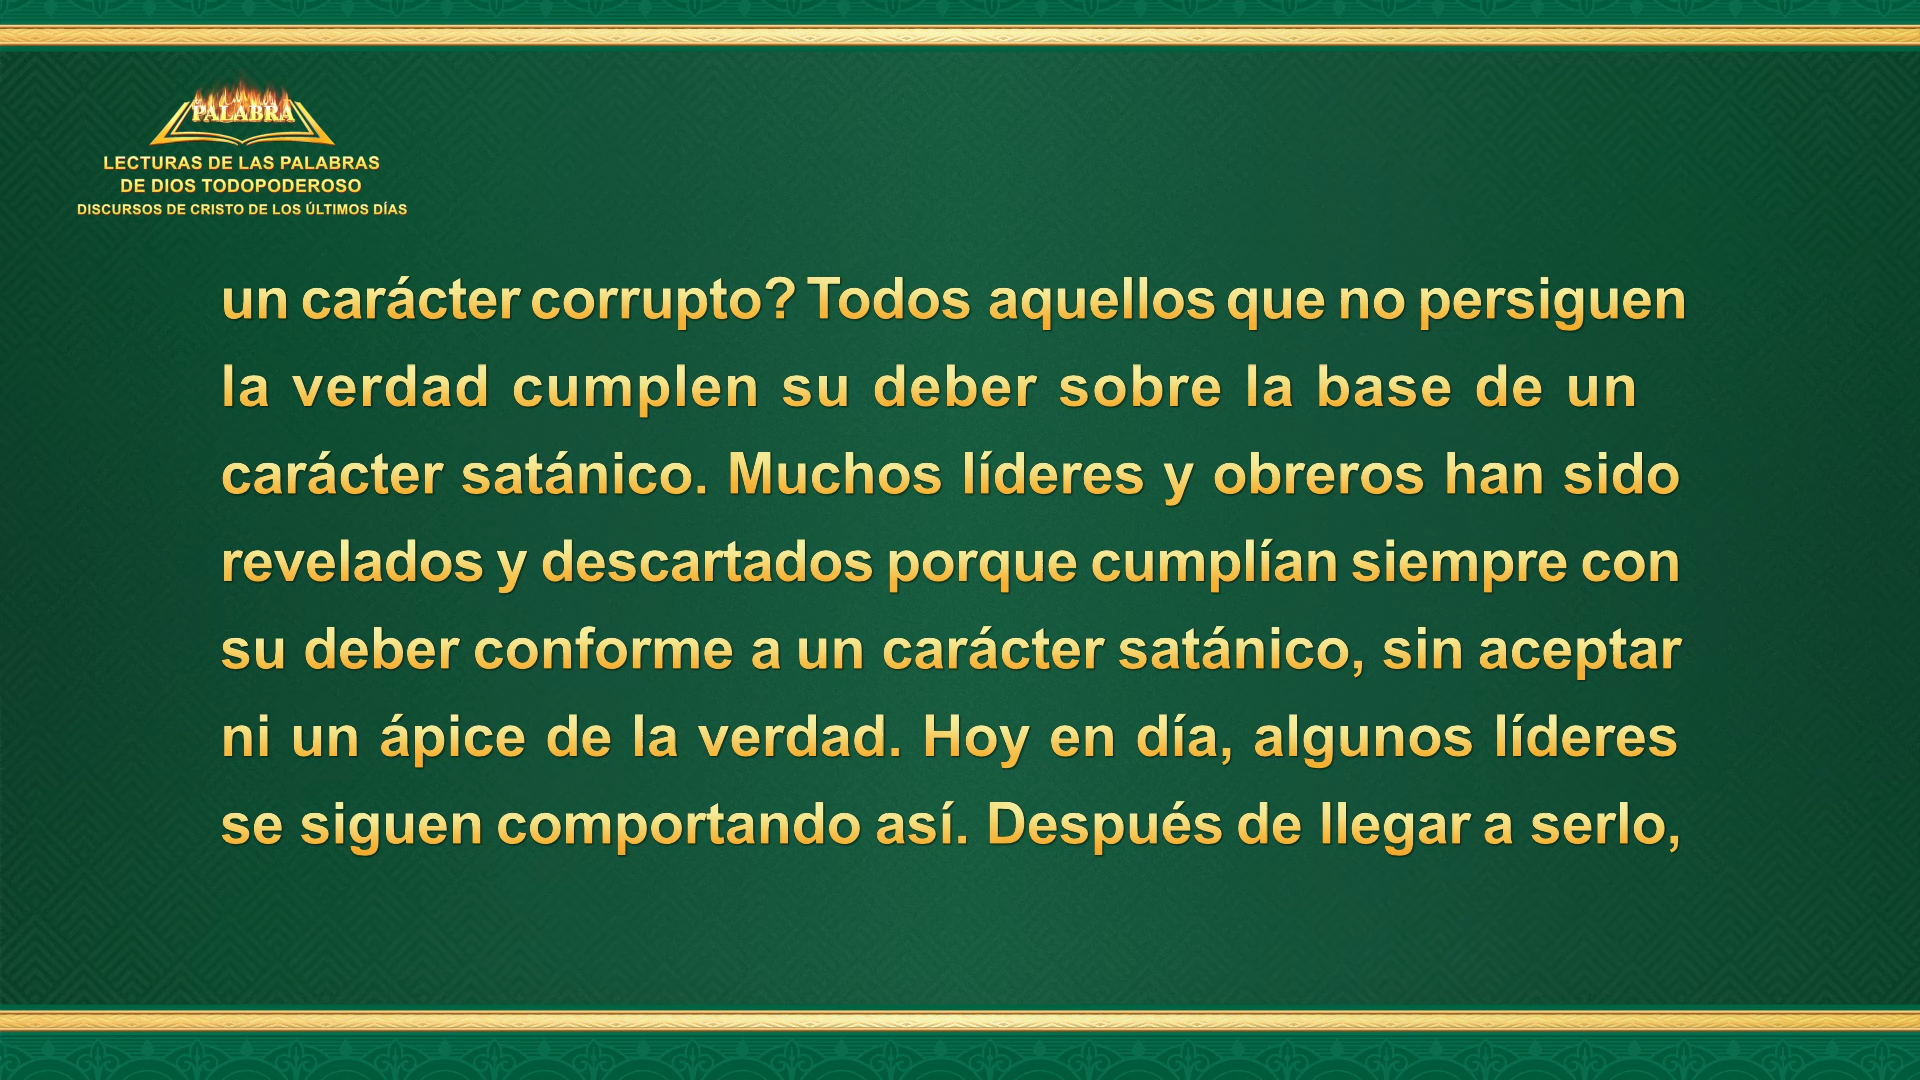 PALABRA
LECTURAS DE LAS PALABRAS
DE DIOS TODOPODEROSO
DISCURSOS DE CRISTO DE LOS ÚLTIMOS DÍAS
un carácter corrupto? Todos aquellos que no persiguen
la verdad cumplen su deber sobre la base de un
carácter satánico. Muchos líderes y obreros han sido
revelados y descartados porque cumplían siempre con
su deber conforme a un carácter satánico, sin aceptar
ni un ápice de la verdad. Hoy en día, algunos líderes
se siguen comportando así. Después de llegar a serlo,